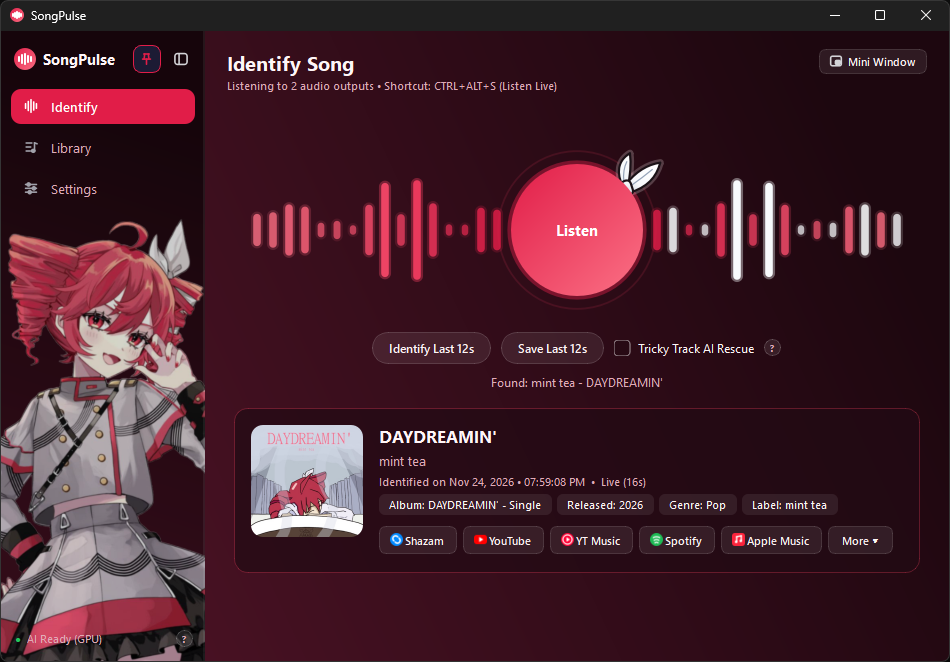 SongPulse
SongPulse
Identify
Library
Settings
AI Ready (GPU)
?
Identify Song
Listening to 2 audio outputs • Shortcut: CTRL+ALT+S (Listen Live)
Mini Window
Listen
Identify Last 12s
Save Last 12s
Tricky Track AI Rescue
?
Found: mint tea - DAYDREAMIN'
DAYDREAMIN'
DAYDREAMIN'
mint tea
Identified on Nov 24, 2026 • 07:59:08 PM • Live (16s)
Album: DAYDREAMIN' - Single
Released: 2026
Genre: Pop
Label: mint tea
Shazam
YouTube
YT Music
Spotify
Apple Music
More ▾